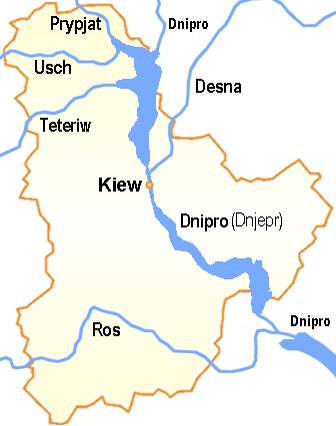 Prypjat
Dnipro
Usch
Desna
Teteriw
Kiew
Dnipro (Dnjepr)
Dnipro
Ros